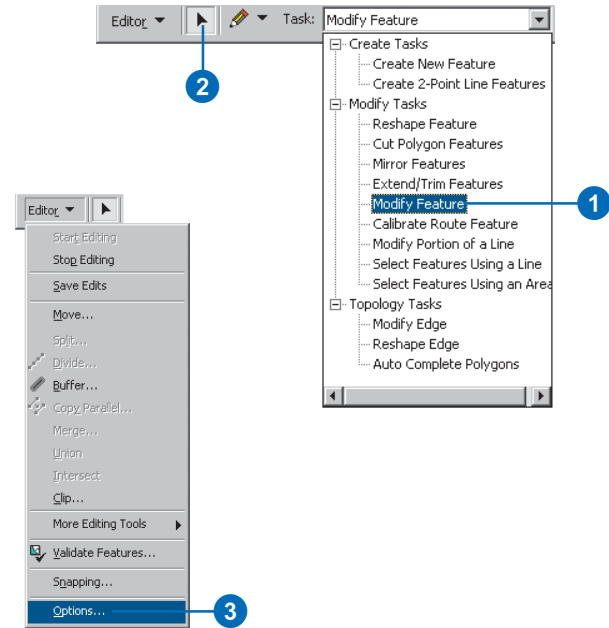 Editor Task: Modify Feature
2
Create Tasks
Create New Feature
Create 2-Point Line Features
Modify Tasks
Reshape Feature
Cut Polygon Features
Mirror Features
Extend/Trim Features
Modify Feature
1
Calibrate Route Feature
Modify Portion of a Line
Select Features Using a Line
Select Features Using an Area
Topology Tasks
Modify Edge
Reshape Edge
Auto Complete Polygons
Editor
Start Editing
Stop Editing
Save Edits
Move...
Split...
Divide...
Buffer...
Copy Parallel...
Merge...
Union
Intersect
Clip...
More Editing Tools
Validate Features...
Snapping...
Options...
3